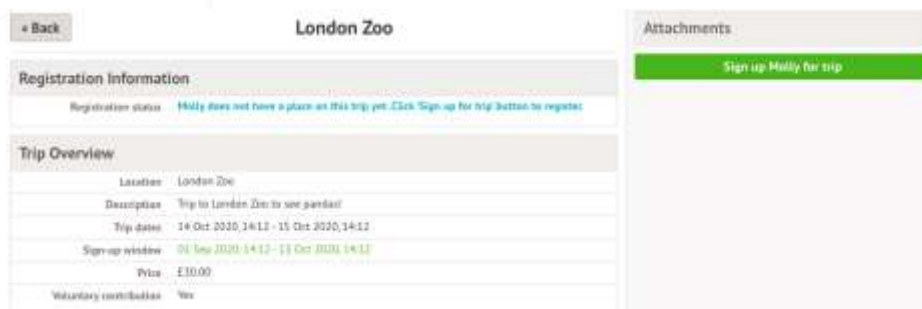 « Back
London Zoo
Attachments
Sign up Molly for trip
Registration Information
Registration status Molly does not have a place on this trip yet. Click 'Sign up for trip' button to register.
Trip Overview
Location London Zoo
Description Trip to London Zoo to see pandas!
Trip dates 14 Oct 2020, 14:12 - 15 Oct 2020, 14:12
Sign-up window 01 Sep 2020, 14:12 - 13 Oct 2020, 14:12
Price £30.00
Voluntary contribution Yes